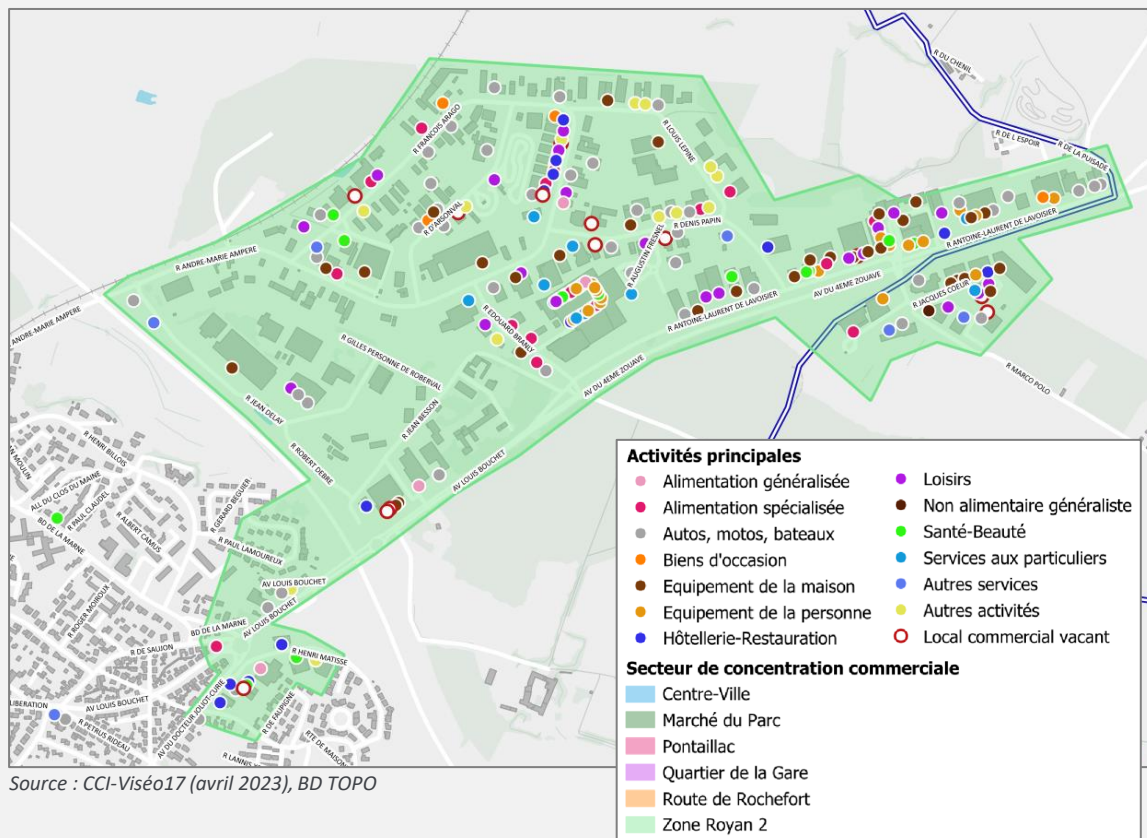 R DU CHENIL
R DE L ESPOIR
R DE LA PUISADE
R FRANCOIS ARAGO
R LOUIS LEPINE
R D'ARSONVAL
R DENIS PAPIN
R AUGUSTIN FRESNEL
R ANTOINE-LAURENT DE LAVOISIER
R ANDRE-MARIE AMPERE
AV DU 4EME ZOUAVE
R ANTOINE-LAURENT DE LAVOISIER
R JACQUES COEUR
ANDRE-MARIE AMPERE
R EDOUARD BRANLY
R GILLES PERSONNE DE ROBERVAL
AV DU 4EME ZOUAVE
R MARCO POLO
R JEAN DELAY
R JEAN BESSON
R HENRI BILLOIS
AN MOULIN
R ROBERT DEBRE
AV LOUIS BOUCHET
ALL DU CLOS DU MAINE
R PAUL CLAUDEL
BD DE LA MARNE
R ALBERT CAMUS
R GERARD BEGUIER
R PAUL LAMOUREUX
R ROGER MOIROUX
AV LOUIS BOUCHET
AV LOUIS BOUCHET
BD DE LA MARNE
R DE SAUJON
R HENRI MATISSE
LIBERATION
AV LOUIS BOUCHET
R PETRUS RIDEAU
AV DU DOCTEUR JOLIOT-CURIE
R DE FAUPIGNE
R LANNIS
RTE DE MAISON
Activités principales
Alimentation généralisée
Alimentation spécialisée
Autos, motos, bateaux
Biens d'occasion
Equipement de la maison
Equipement de la personne
Hôtellerie-Restauration
Loisirs
Non alimentaire généraliste
Santé-Beauté
Services aux particuliers
Autres services
Autres activités
Local commercial vacant
Secteur de concentration commerciale
Centre-Ville
Marché du Parc
Pontaillac
Quartier de la Gare
Route de Rochefort
Zone Royan 2
Source : CCI-Viséo17 (avril 2023), BD TOPO